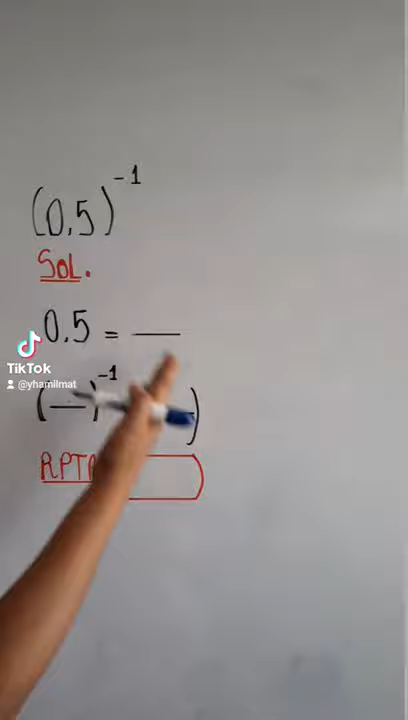 (0,5)⁻¹
SOL.
0,5 = —
TikTok
@yhamilmat
(—)⁻¹ )
RPTA